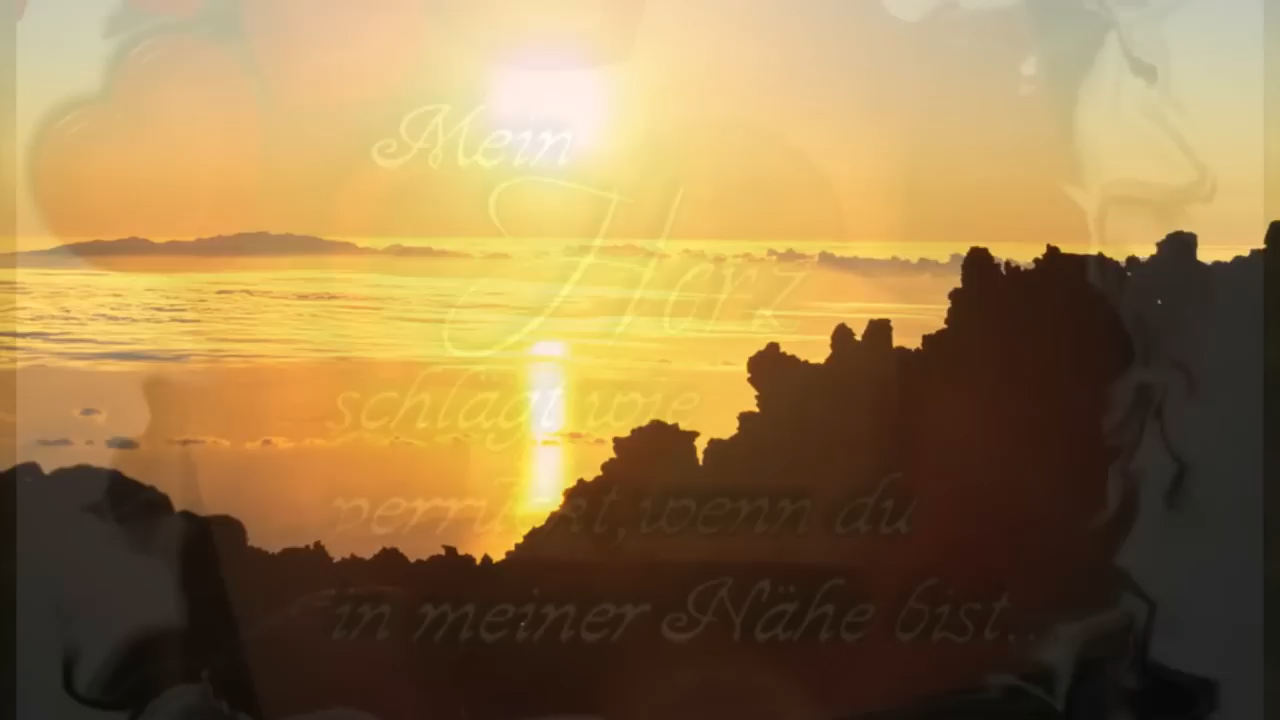 Mein
Herz
schlägt wie
verrückt,wenn du
in meiner Nähe bist...